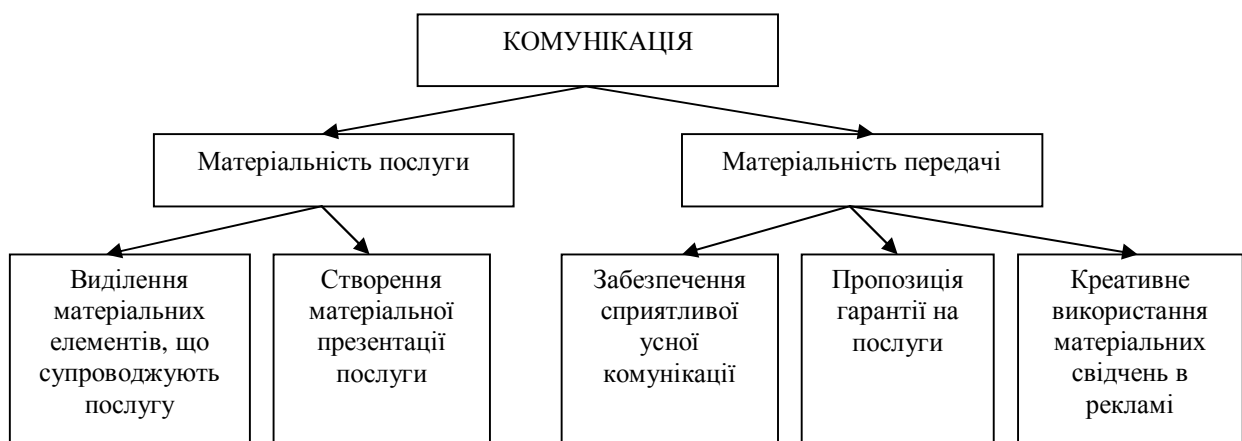 КОМУНІКАЦІЯ
Матеріальність послуги
Матеріальність передачі
Виділення
матеріальних
елементів, що
супроводжують
послугу
Створення
матеріальної
презентації
послуги
Забезпечення
сприятливої
усної
комунікації
Пропозиція
гарантії на
послуги
Креативне
використання
матеріальних
свідчень в
рекламі